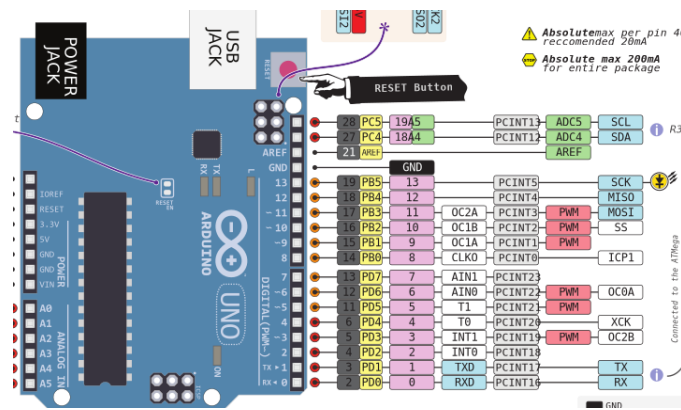 SI2
SO2
CK2
POWER JACK
USB JACK
RESET
RESET Button
Absolute max per pin 40
reccomended 20mA
Absolute max 200mA
for entire package
28 PC5 19 A5 PCINT13 ADC5 SCL
27 PC4 18 A4 PCINT12 ADC4 SDA
21 AREF AREF
GND
19 PB5 13 PCINT5 SCK
18 PB4 12 PCINT4 MISO
17 PB3 11 OC2A PCINT3 PWM MOSI
16 PB2 10 OC1B PCINT2 PWM SS
15 PB1 9 OC1A PCINT1 PWM
14 PB0 8 CLKO PCINT0 ICP1
13 PD7 7 AIN1 PCINT23
12 PD6 6 AIN0 PCINT22 PWM OC0A
11 PD5 5 T1 PCINT21 PWM
6 PD4 4 T0 PCINT20 XCK
5 PD3 3 INT1 PCINT19 PWM OC2B
4 PD2 2 INT0 PCINT18
3 PD1 1 TXD PCINT17 TX
2 PD0 0 RXD PCINT16 RX
GND
Connected to the ATMega
R3
AREF
GND
13
12
~11
~10
~9
8
7
~6
~5
4
~3
2
TX▸1
RX◂0
DIGITAL (PWM~)
RX
TX
L
RESET EN
ARDUINO
UNO
ON
ICSP
IOREF
RESET
3.3V
5V
GND
GND
VIN
POWER
A0
A1
A2
A3
A4
A5
ANALOG IN